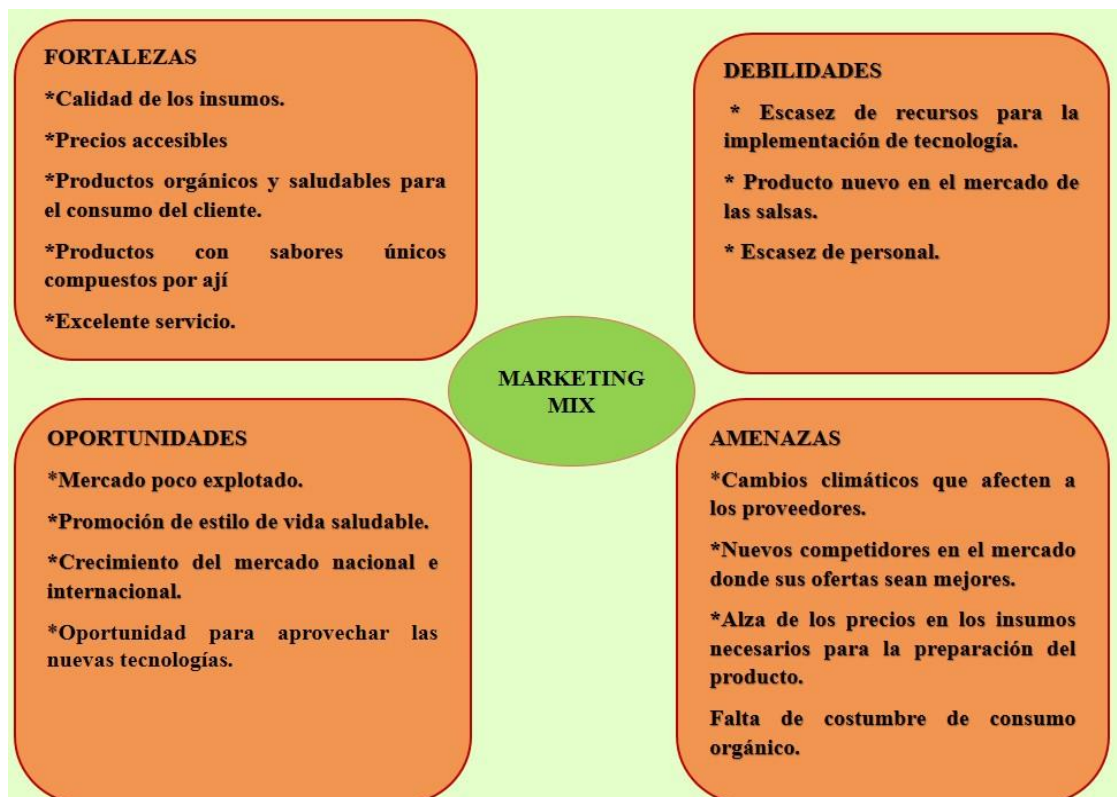 FORTALEZAS
*Calidad de los insumos.
*Precios accesibles
*Productos orgánicos y saludables para
el consumo del cliente.
*Productos con sabores únicos
compuestos por ají
*Excelente servicio.
DEBILIDADES
* Escasez de recursos para la
implementación de tecnología.
* Producto nuevo en el mercado de
las salsas.
* Escasez de personal.
MARKETING
MIX
OPORTUNIDADES
*Mercado poco explotado.
*Promoción de estilo de vida saludable.
*Crecimiento del mercado nacional e
internacional.
*Oportunidad para aprovechar las
nuevas tecnologías.
AMENAZAS
*Cambios climáticos que afecten a
los proveedores.
*Nuevos competidores en el mercado
donde sus ofertas sean mejores.
*Alza de los precios en los insumos
necesarios para la preparación del
producto.
Falta de costumbre de consumo
orgánico.